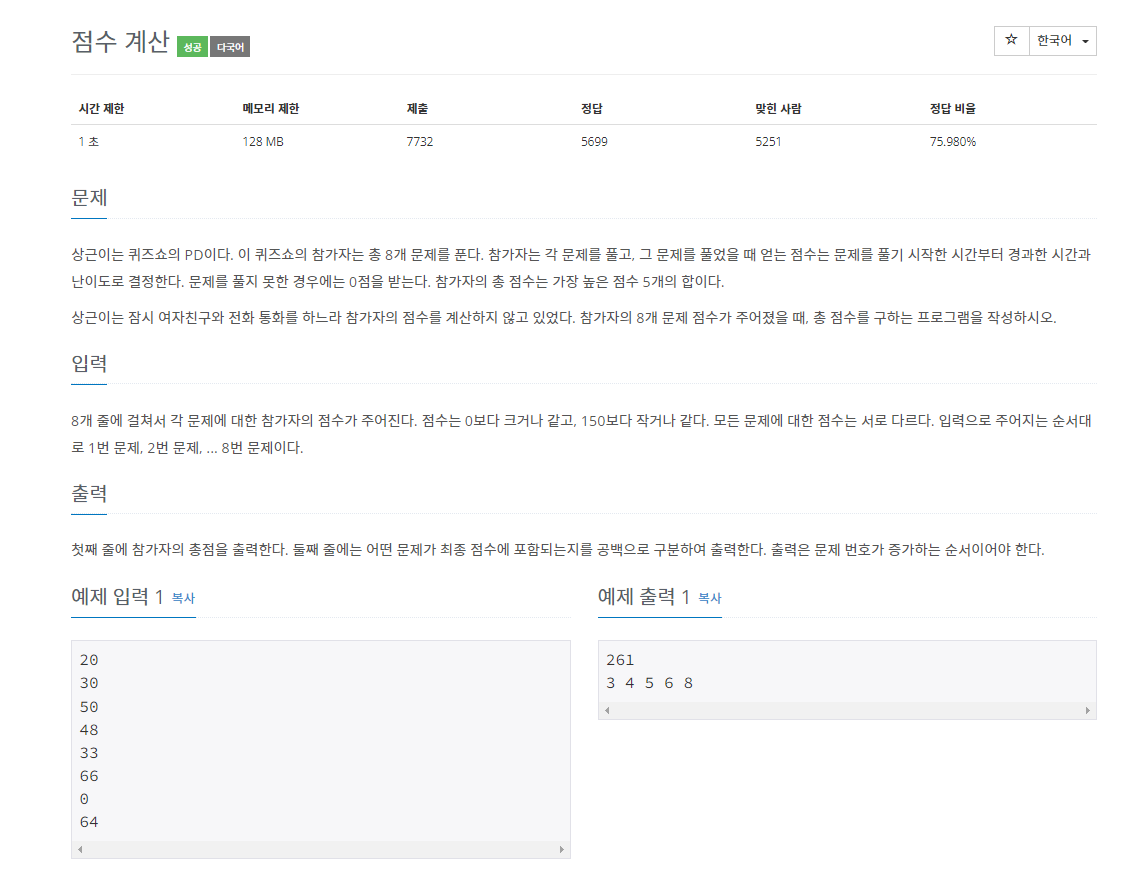 점수 계산 성공 다국어
☆ 한국어
시간 제한 메모리 제한 제출 정답 맞힌 사람 정답 비율
1 초 128 MB 7732 5699 5251 75.980%
문제
상근이는 퀴즈쇼의 PD이다. 이 퀴즈쇼의 참가자는 총 8개 문제를 푼다. 참가자는 각 문제를 풀고, 그 문제를 풀었을 때 얻는 점수는 문제를 풀기 시작한 시간부터 경과한 시간과
난이도로 결정한다. 문제를 풀지 못한 경우에는 0점을 받는다. 참가자의 총 점수는 가장 높은 점수 5개의 합이다.
상근이는 잠시 여자친구와 전화 통화를 하느라 참가자의 점수를 계산하지 않고 있었다. 참가자의 8개 문제 점수가 주어졌을 때, 총 점수를 구하는 프로그램을 작성하시오.
입력
8개 줄에 걸쳐서 각 문제에 대한 참가자의 점수가 주어진다. 점수는 0보다 크거나 같고, 150보다 작거나 같다. 모든 문제에 대한 점수는 서로 다르다. 입력으로 주어지는 순서대
로 1번 문제, 2번 문제, ... 8번 문제이다.
출력
첫째 줄에 참가자의 총점을 출력한다. 둘째 줄에는 어떤 문제가 최종 점수에 포함되는지를 공백으로 구분하여 출력한다. 출력은 문제 번호가 증가하는 순서이어야 한다.
예제 입력 1 복사
20
30
50
48
33
66
0
64
예제 출력 1 복사
261
3 4 5 6 8